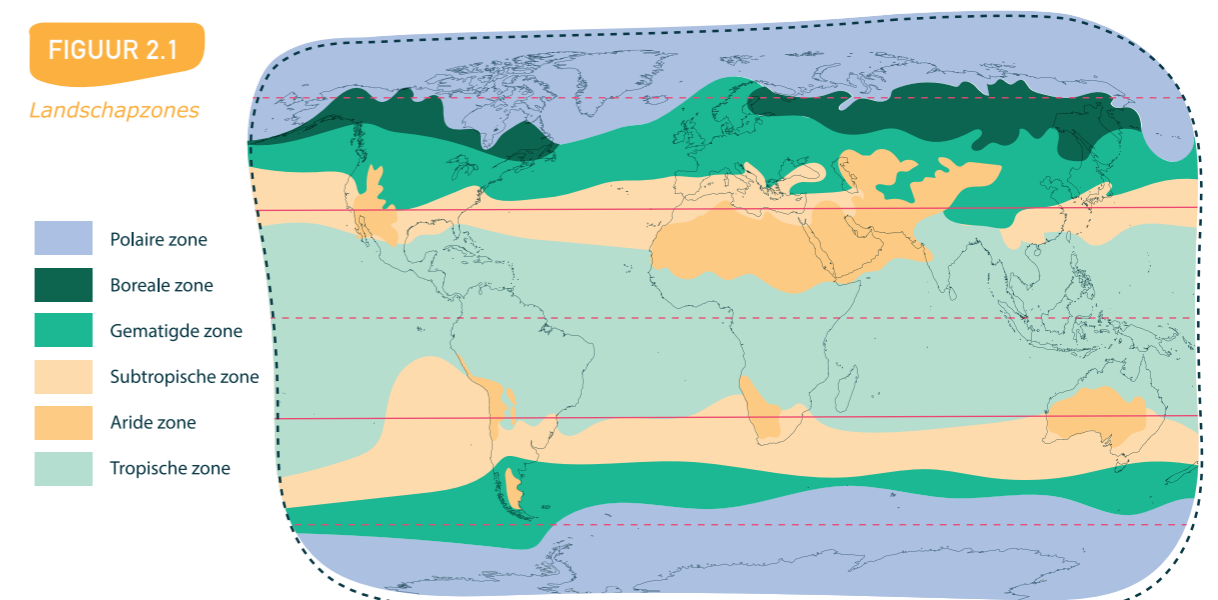 FIGUUR 2.1
Landschapzones
Polaire zone
Boreale zone
Gematigde zone
Subtropische zone
Aride zone
Tropische zone